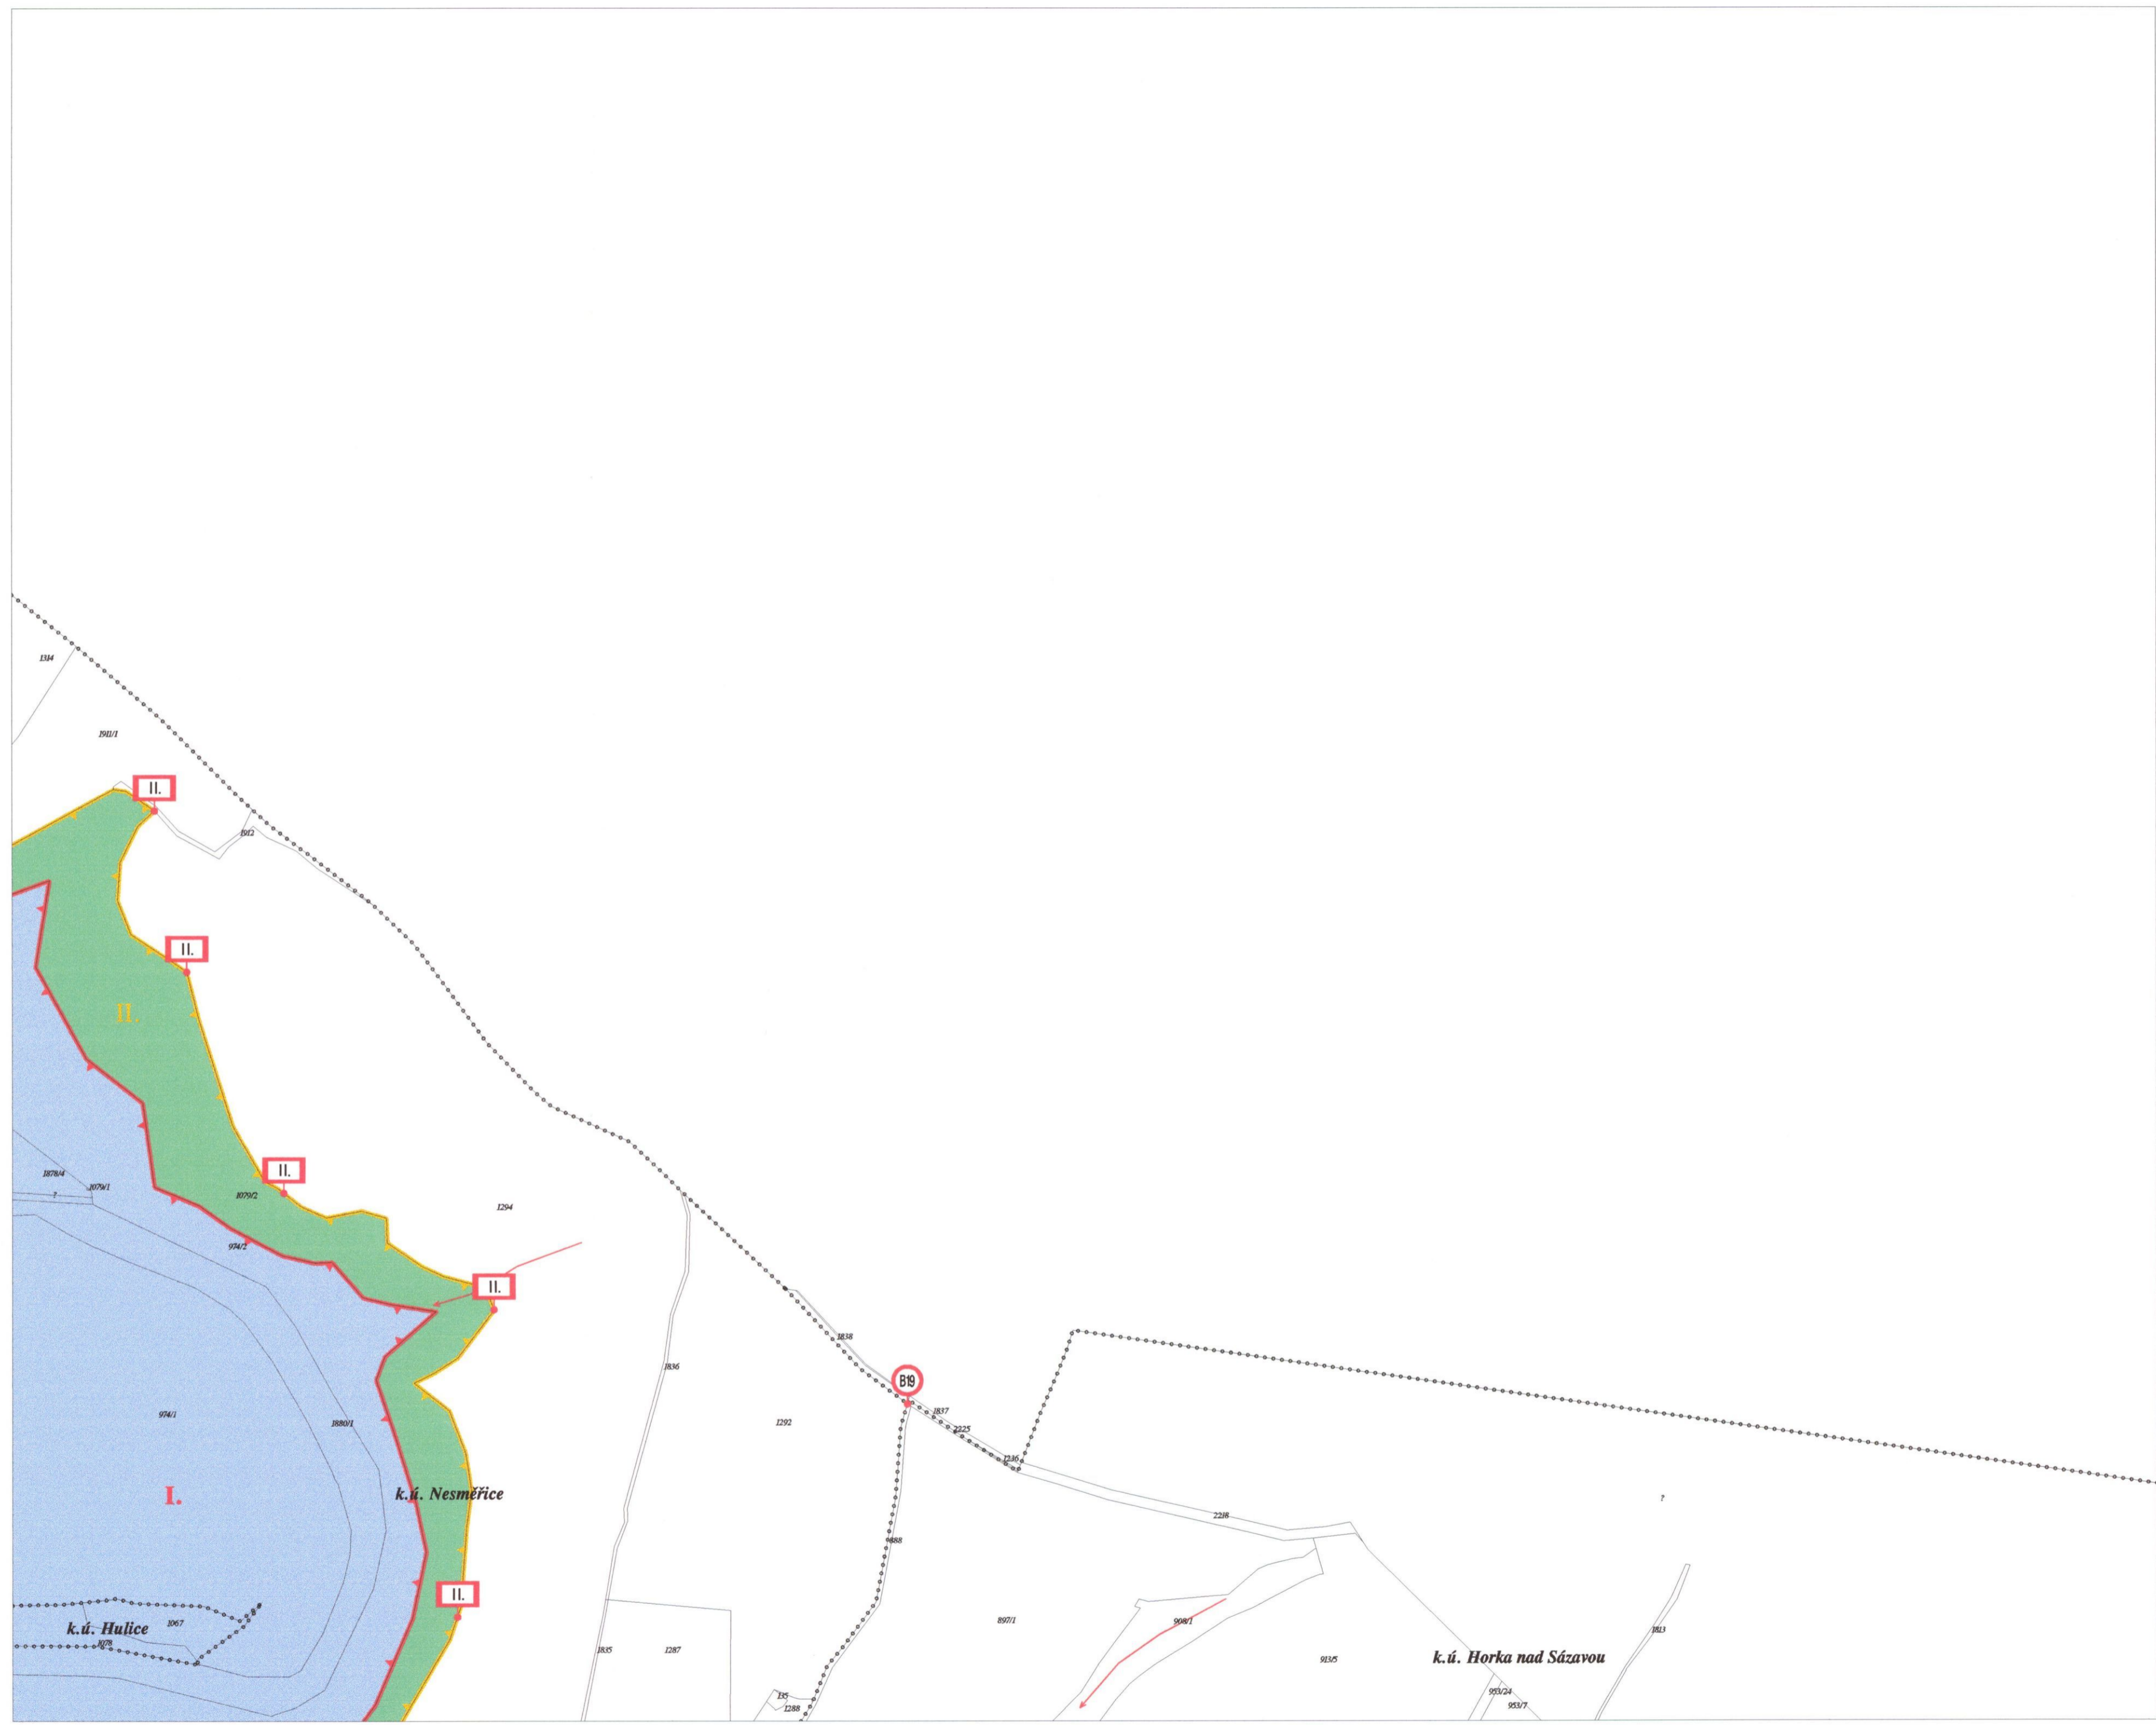 1314
1911/1
II.
1912
II.
II.
II.
1878/4
1079/1
?
1079/2
1294
974/2
II.
1838
1836
B19
1837
974/1
1880/1
1292
2225
1236
k.ú. Nesměřice
I.
?
2218
888
II.
1067
k.ú. Hulice
1078
897/1
908/1
1813
1835
1287
913/5
k.ú. Horka nad Sázavou
953/24
135
953/7
1288